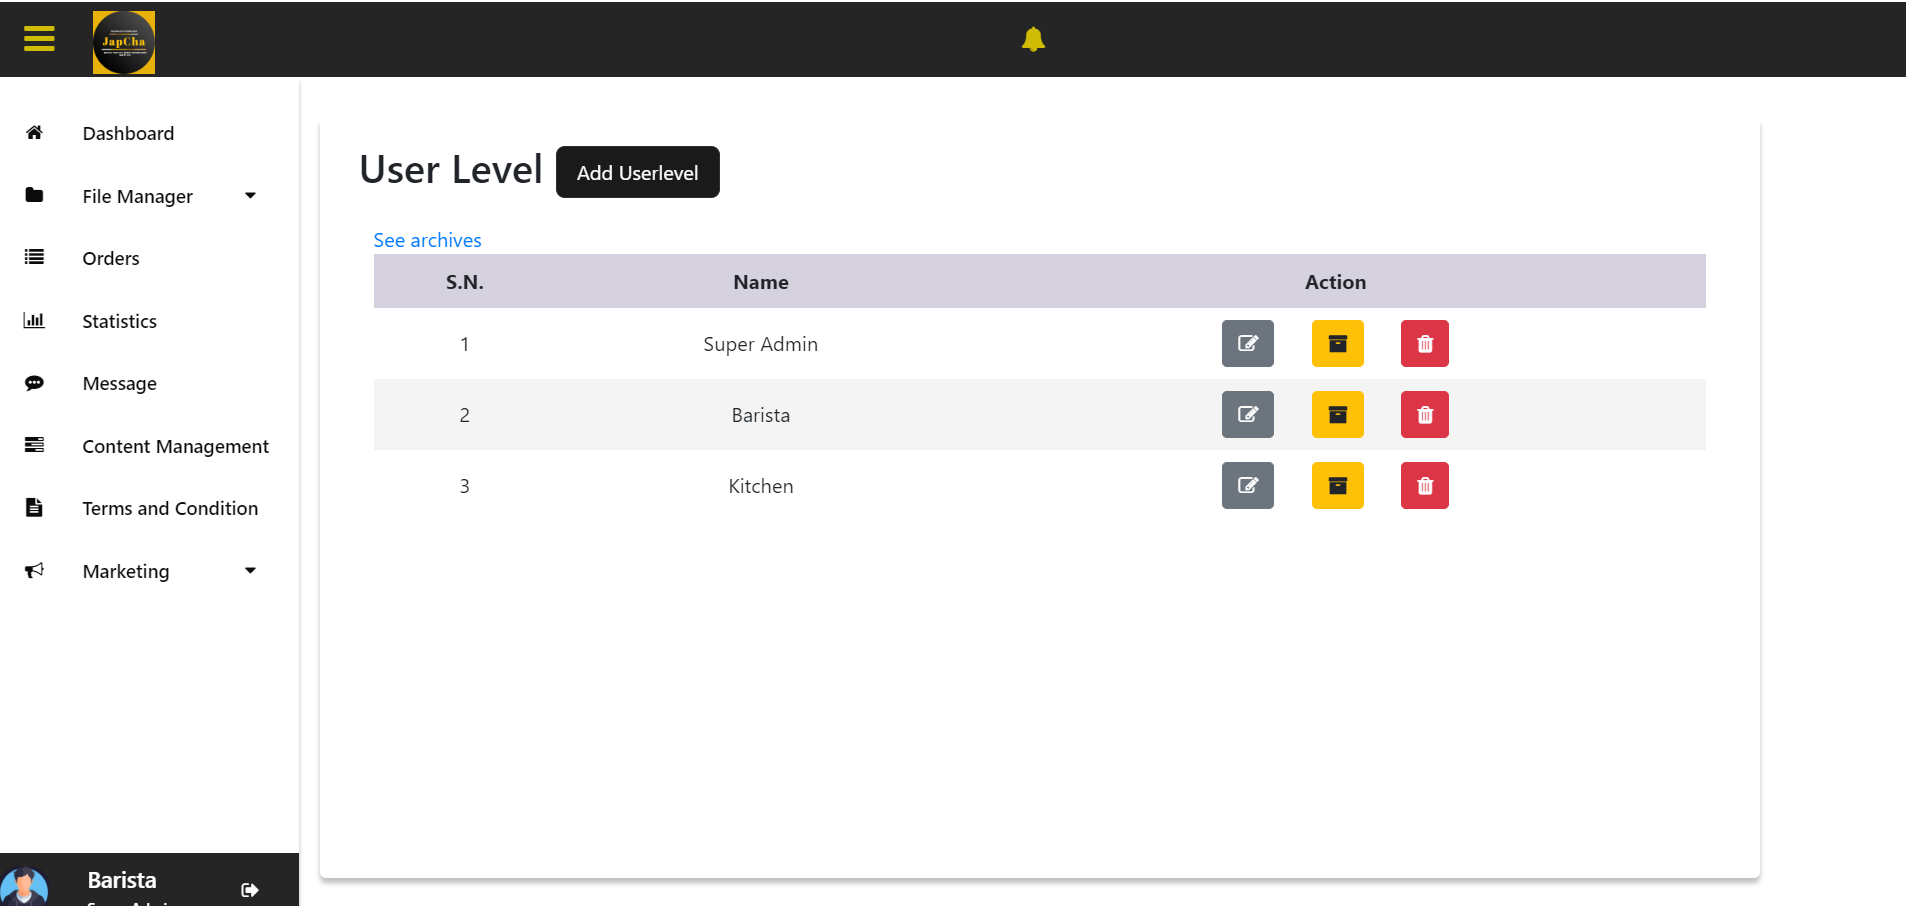 JapCha
Dashboard
File Manager
Orders
Statistics
Message
Content Management
Terms and Condition
Marketing
Barista
User Level
Add Userlevel
See archives
S.N. Name Action
1 Super Admin
2 Barista
3 Kitchen